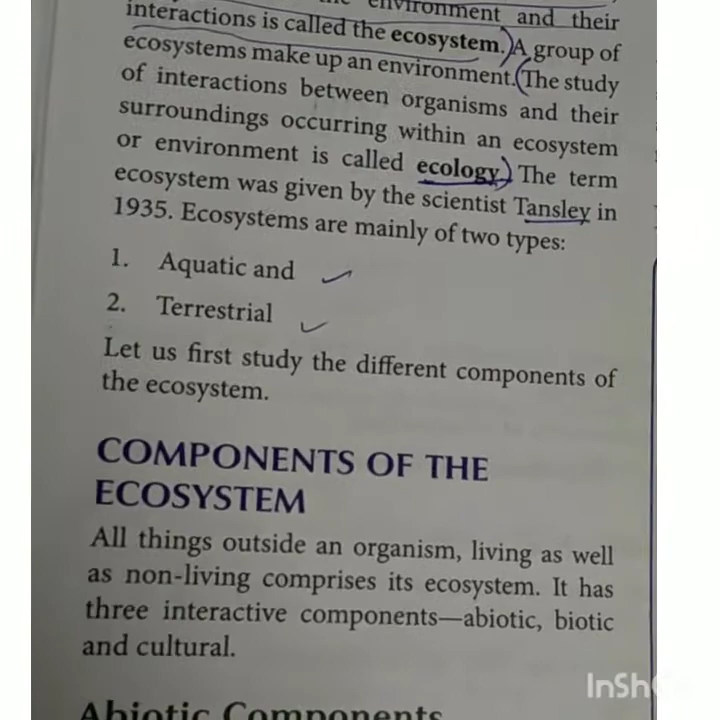 environment and their
interactions is called the ecosystem. A group of
ecosystems make up an environment. The study
of interactions between organisms and their
surroundings occurring within an ecosystem
or environment is called ecology. The term
ecosystem was given by the scientist Tansley in
1935. Ecosystems are mainly of two types:
1. Aquatic and
2. Terrestrial
Let us first study the different components of
the ecosystem.
COMPONENTS OF THE
ECOSYSTEM
All things outside an organism, living as well
as non-living comprises its ecosystem. It has
three interactive components—abiotic, biotic
and cultural.
Abiotic Components